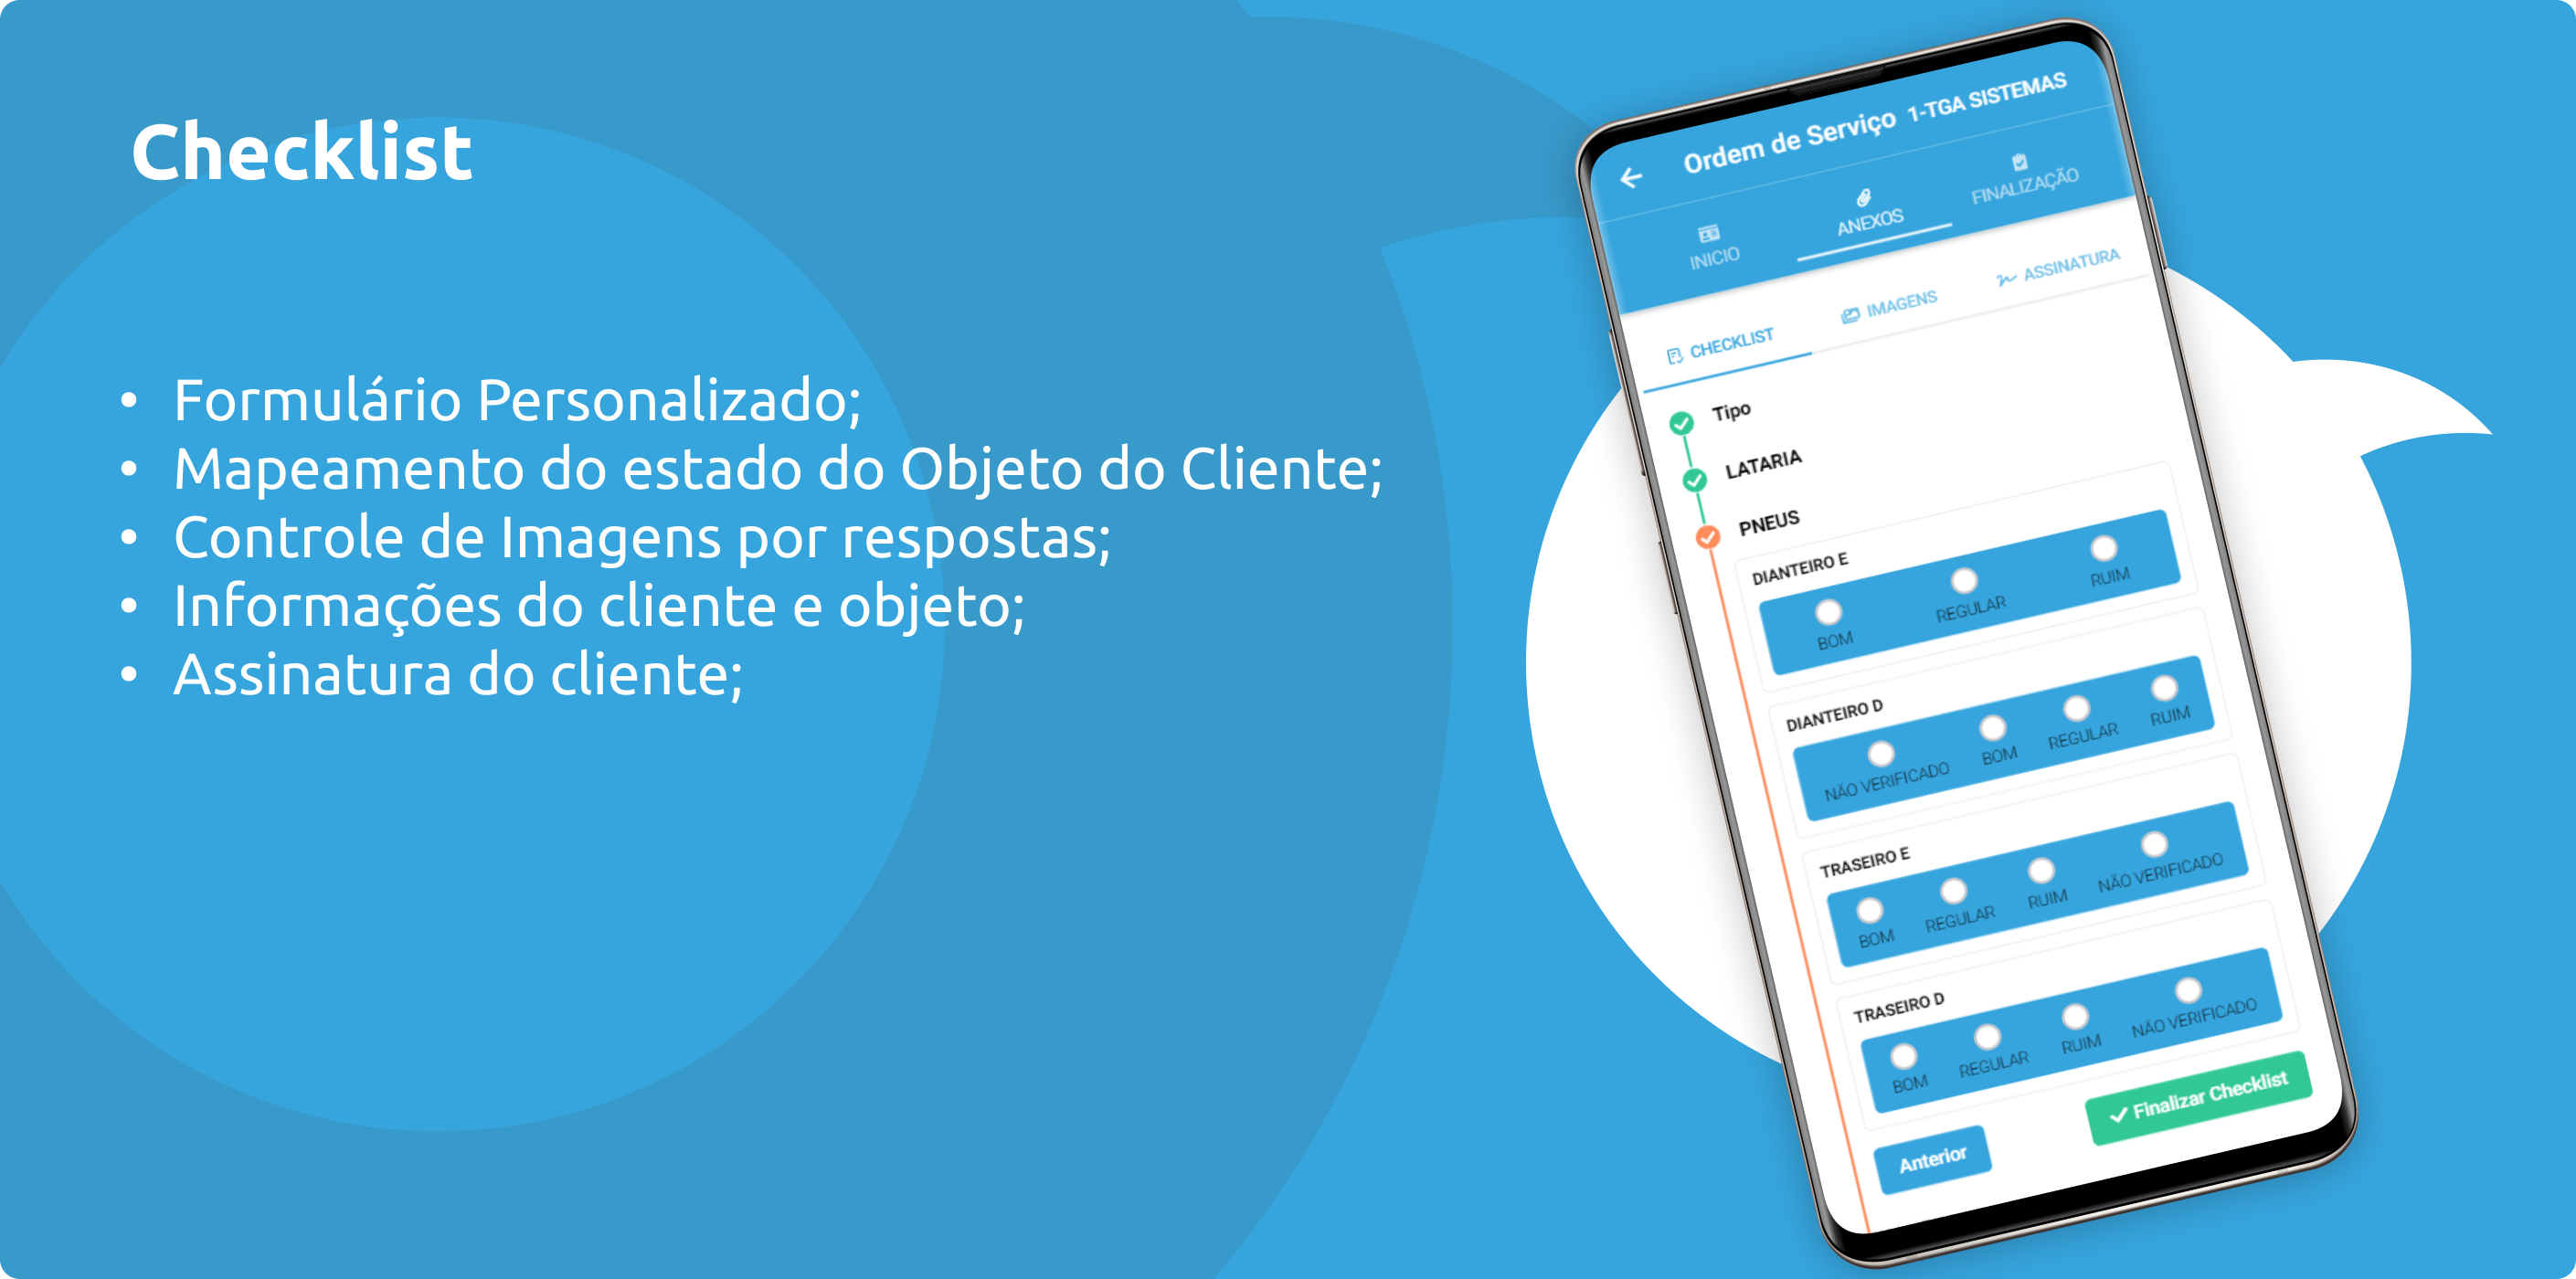 Checklist
• Formulário Personalizado;
• Mapeamento do estado do Objeto do Cliente;
• Controle de Imagens por respostas;
• Informações do cliente e objeto;
• Assinatura do cliente;
Ordem de Serviço 1-TGA SISTEMAS
INICIO ANEXOS FINALIZAÇÃO
CHECKLIST IMAGENS ASSINATURA
Tipo
LATARIA
PNEUS
DIANTEIRO E
BOM REGULAR RUIM
DIANTEIRO D
NÃO VERIFICADO BOM REGULAR RUIM
TRASEIRO E
BOM REGULAR RUIM NÃO VERIFICADO
TRASEIRO D
BOM REGULAR RUIM NÃO VERIFICADO
Anterior Finalizar Checklist